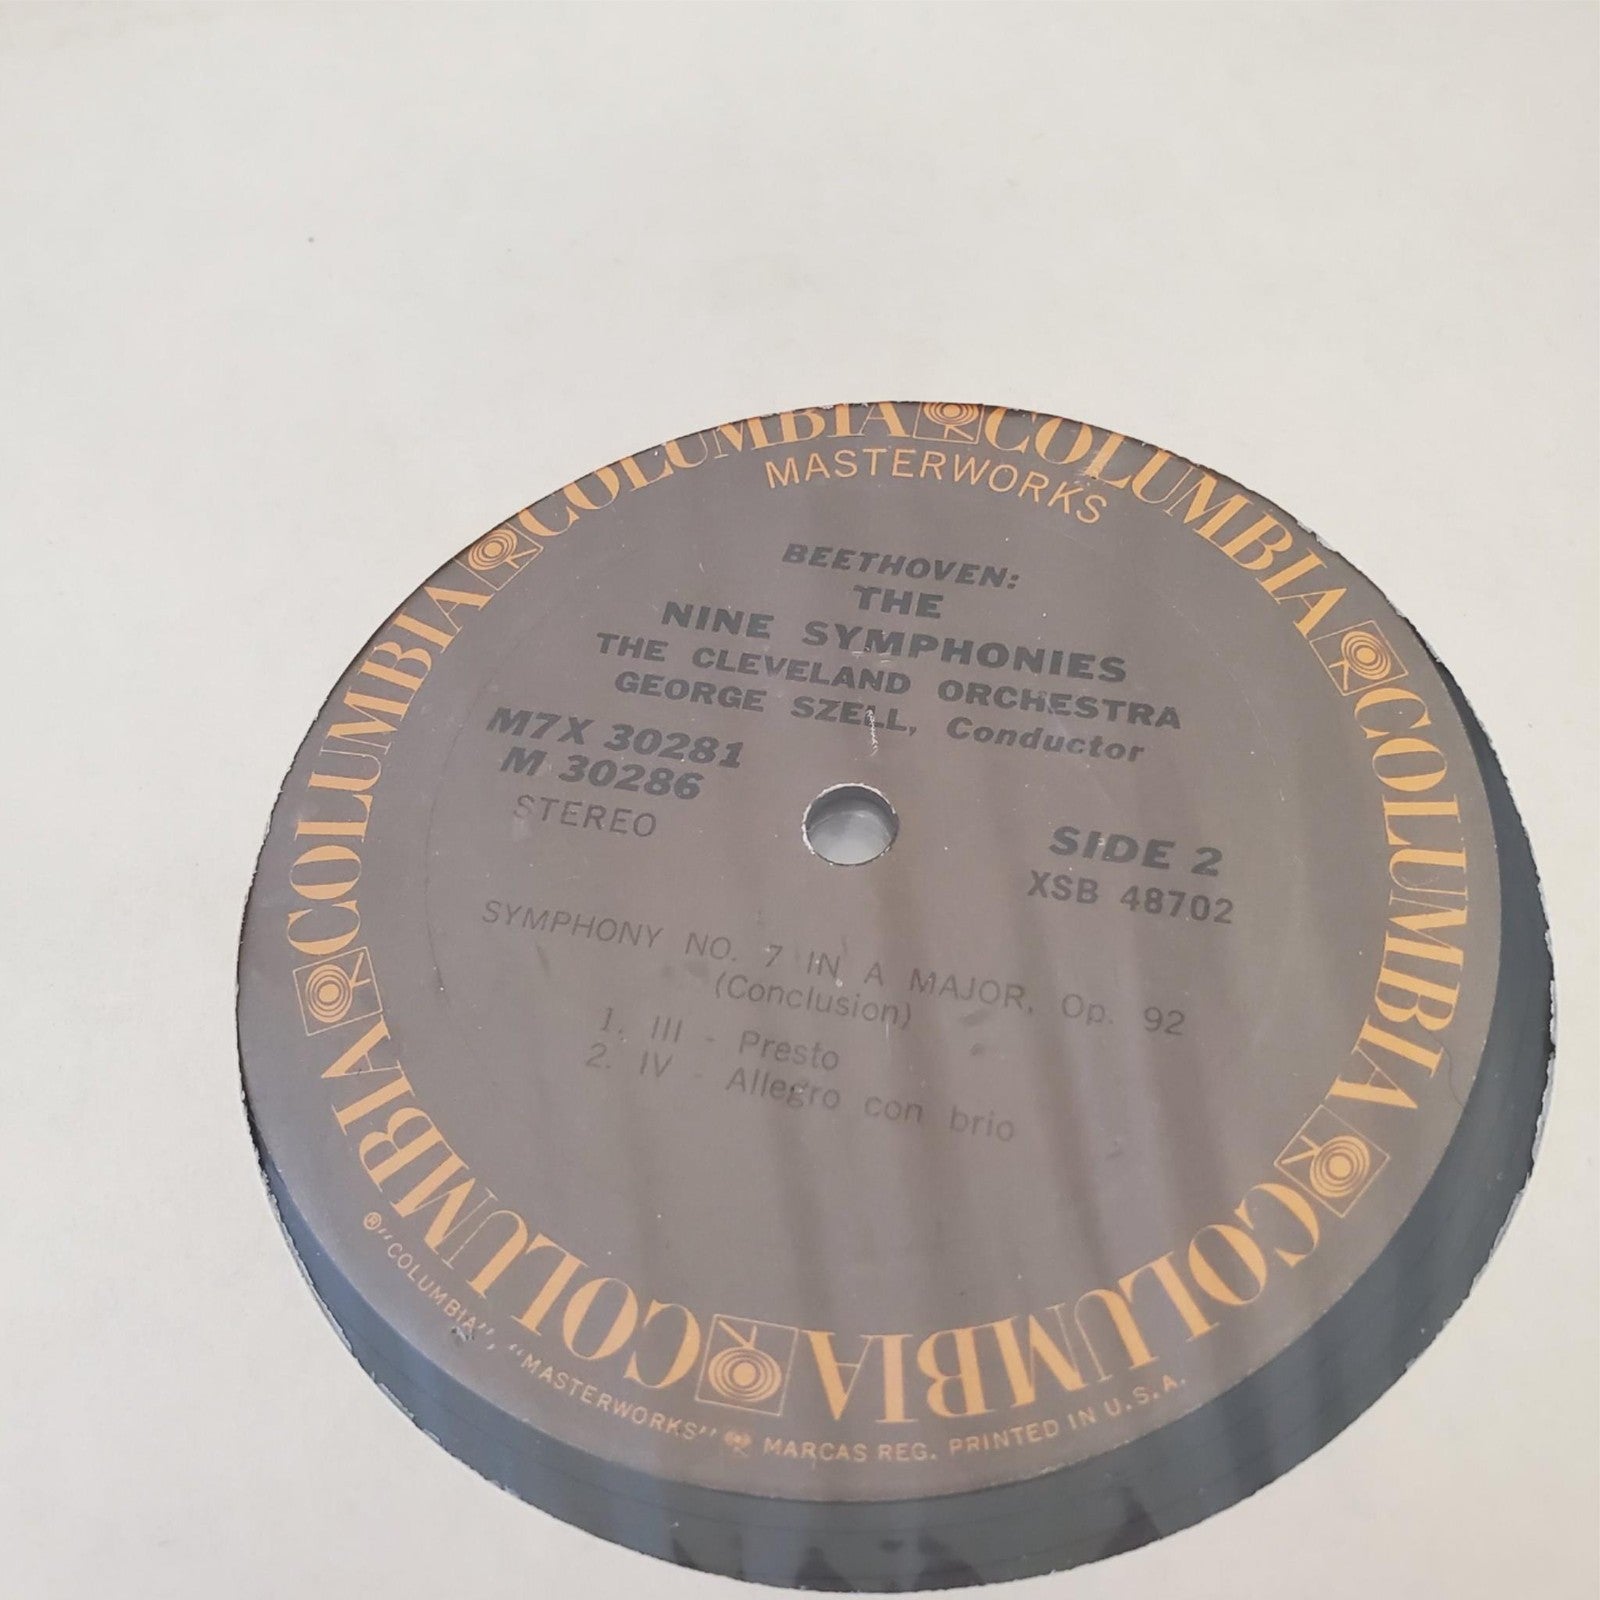 COLUMBIA COLUMBIA COLUMBIA COLUMBIA COLUMBIA COLUMBIA
MASTERWORKS
BEETHOVEN:
THE
NINE SYMPHONIES
THE CLEVELAND ORCHESTRA
GEORGE SZELL, Conductor
M7X 30281
M 30286
STEREO
SIDE 2
XSB 48702
SYMPHONY NO. 7 IN A MAJOR, Op. 92
(Conclusion)
1. III - Presto
2. IV - Allegro con brio
® "COLUMBIA", "MASTERWORKS" MARCAS REG. PRINTED IN U.S.A.